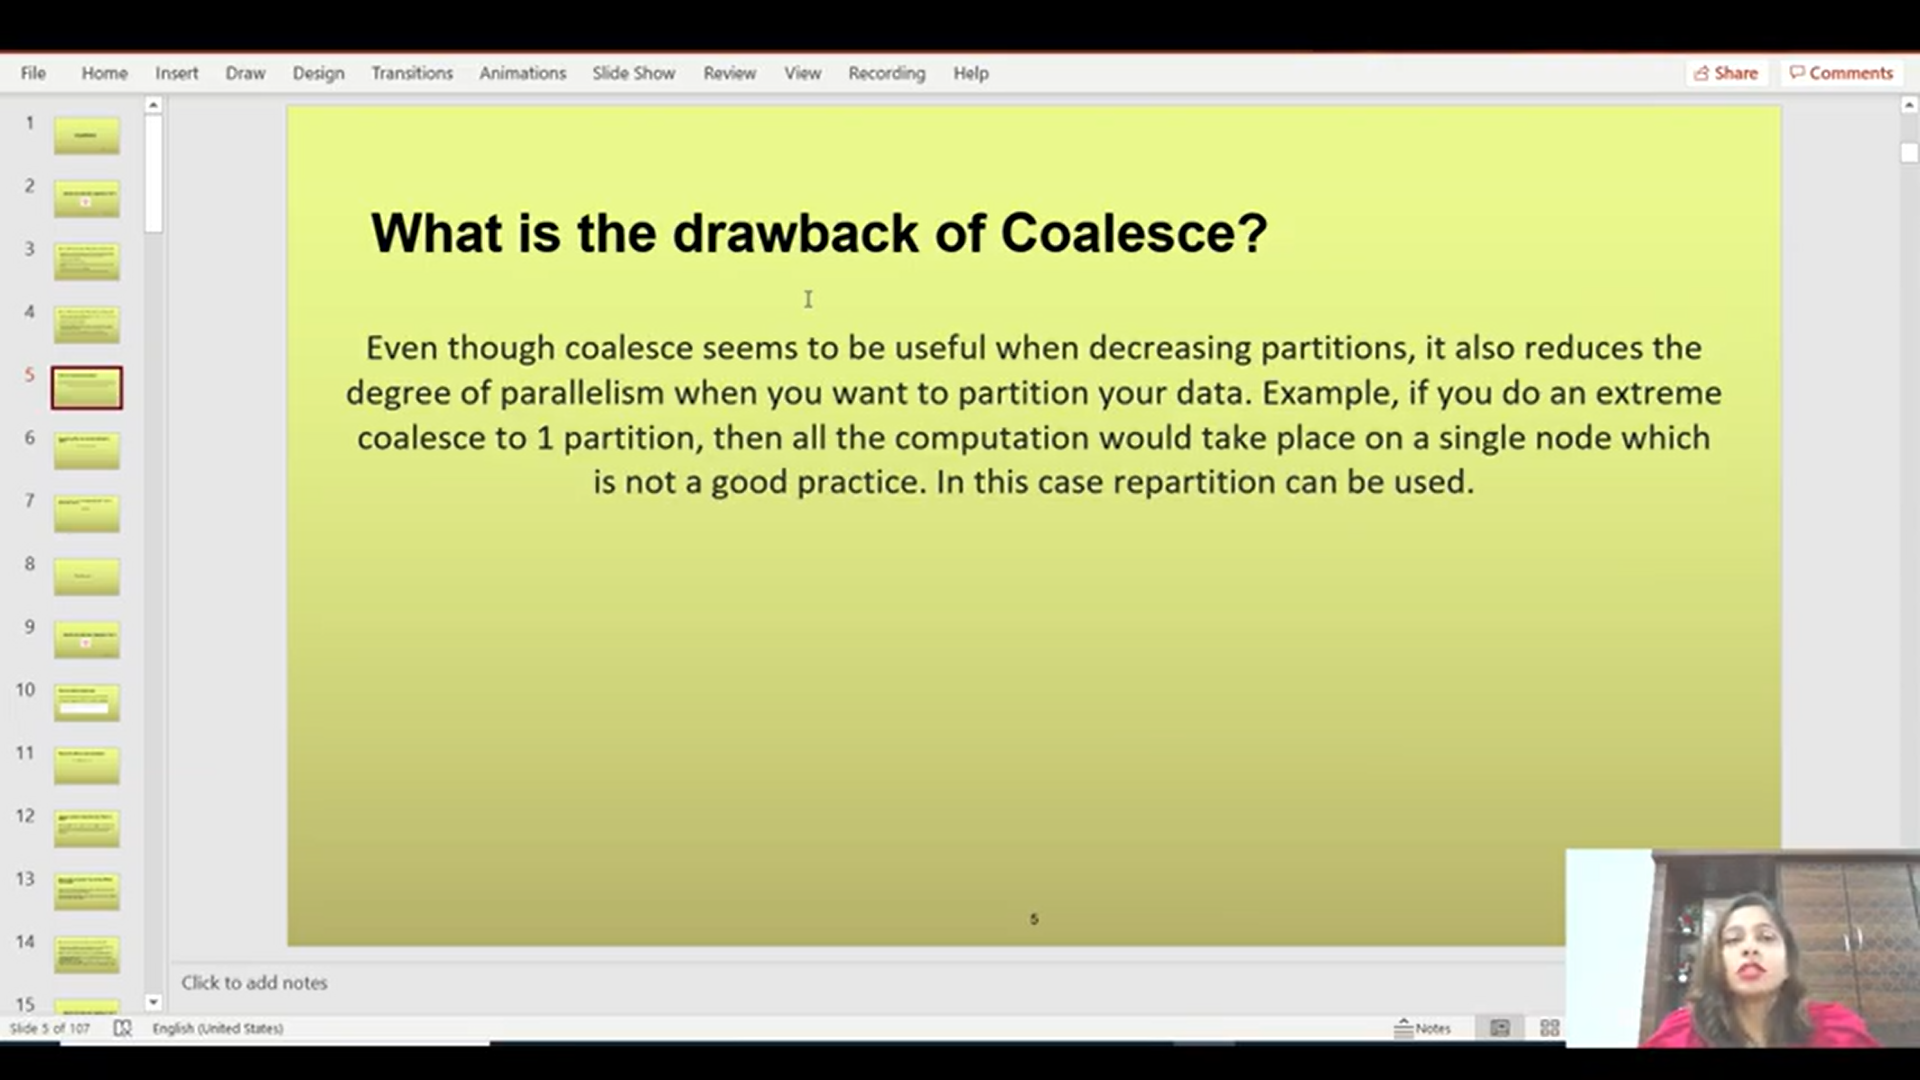 File Home Insert Draw Design Transitions Animations Slide Show Review View Recording Help Share Comments
1
2
3
4
5
6
7
8
9
10
11
12
13
14
15
What is the drawback of Coalesce?
Even though coalesce seems to be useful when decreasing partitions, it also reduces the
degree of parallelism when you want to partition your data. Example, if you do an extreme
coalesce to 1 partition, then all the computation would take place on a single node which
is not a good practice. In this case repartition can be used.
5
Click to add notes
Slide 5 of 107 English (United States) Notes